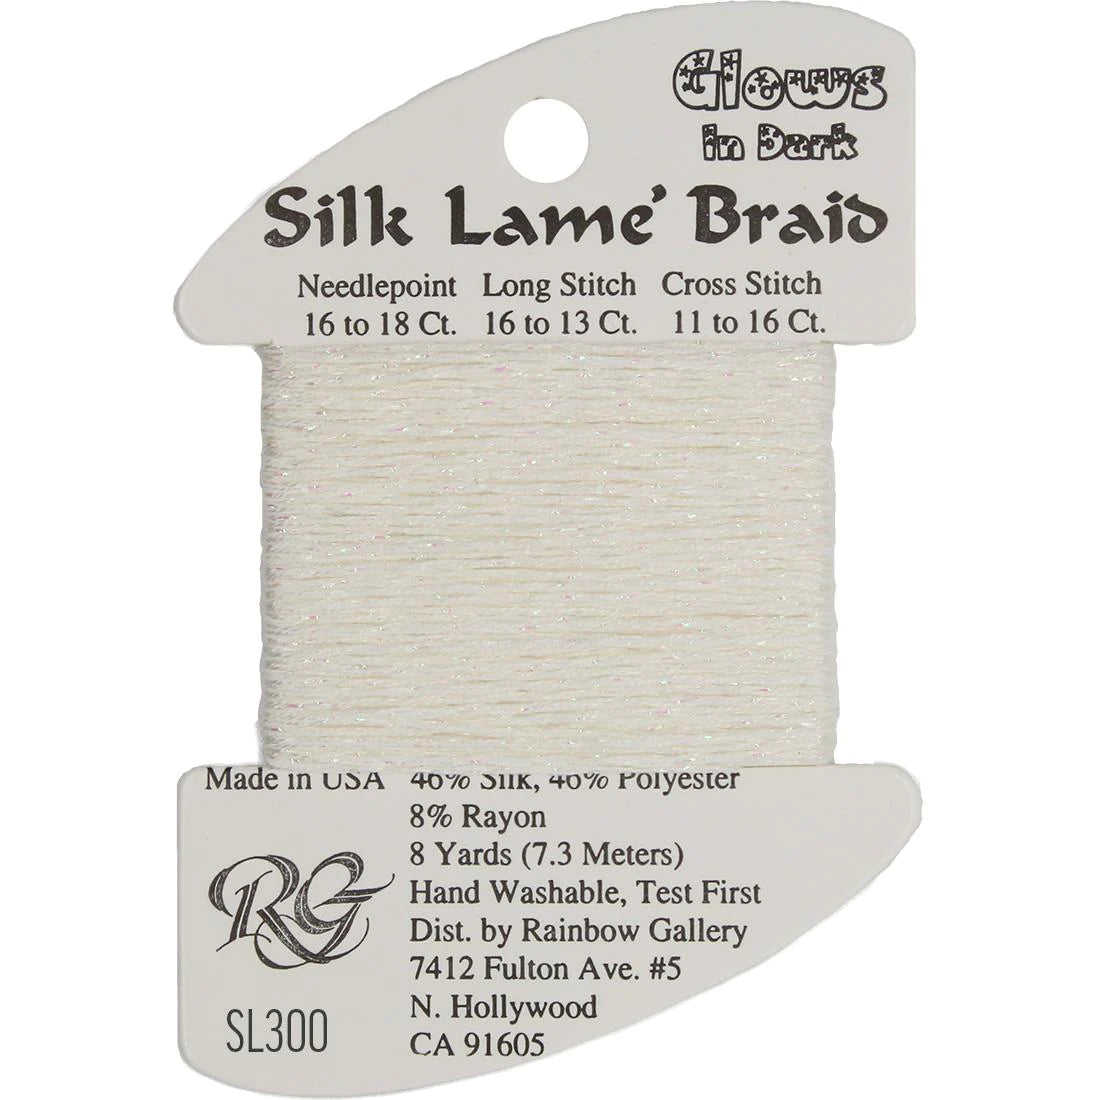 Glows
in Dark
Silk Lamé Braid
Needlepoint Long Stitch Cross Stitch
16 to 18 Ct. 16 to 13 Ct. 11 to 16 Ct.
Made in USA 46% Silk, 46% Polyester
8% Rayon
8 Yards (7.3 Meters)
RG
Hand Washable, Test First
Dist. by Rainbow Gallery
7412 Fulton Ave. #5
N. Hollywood
SL300
CA 91605